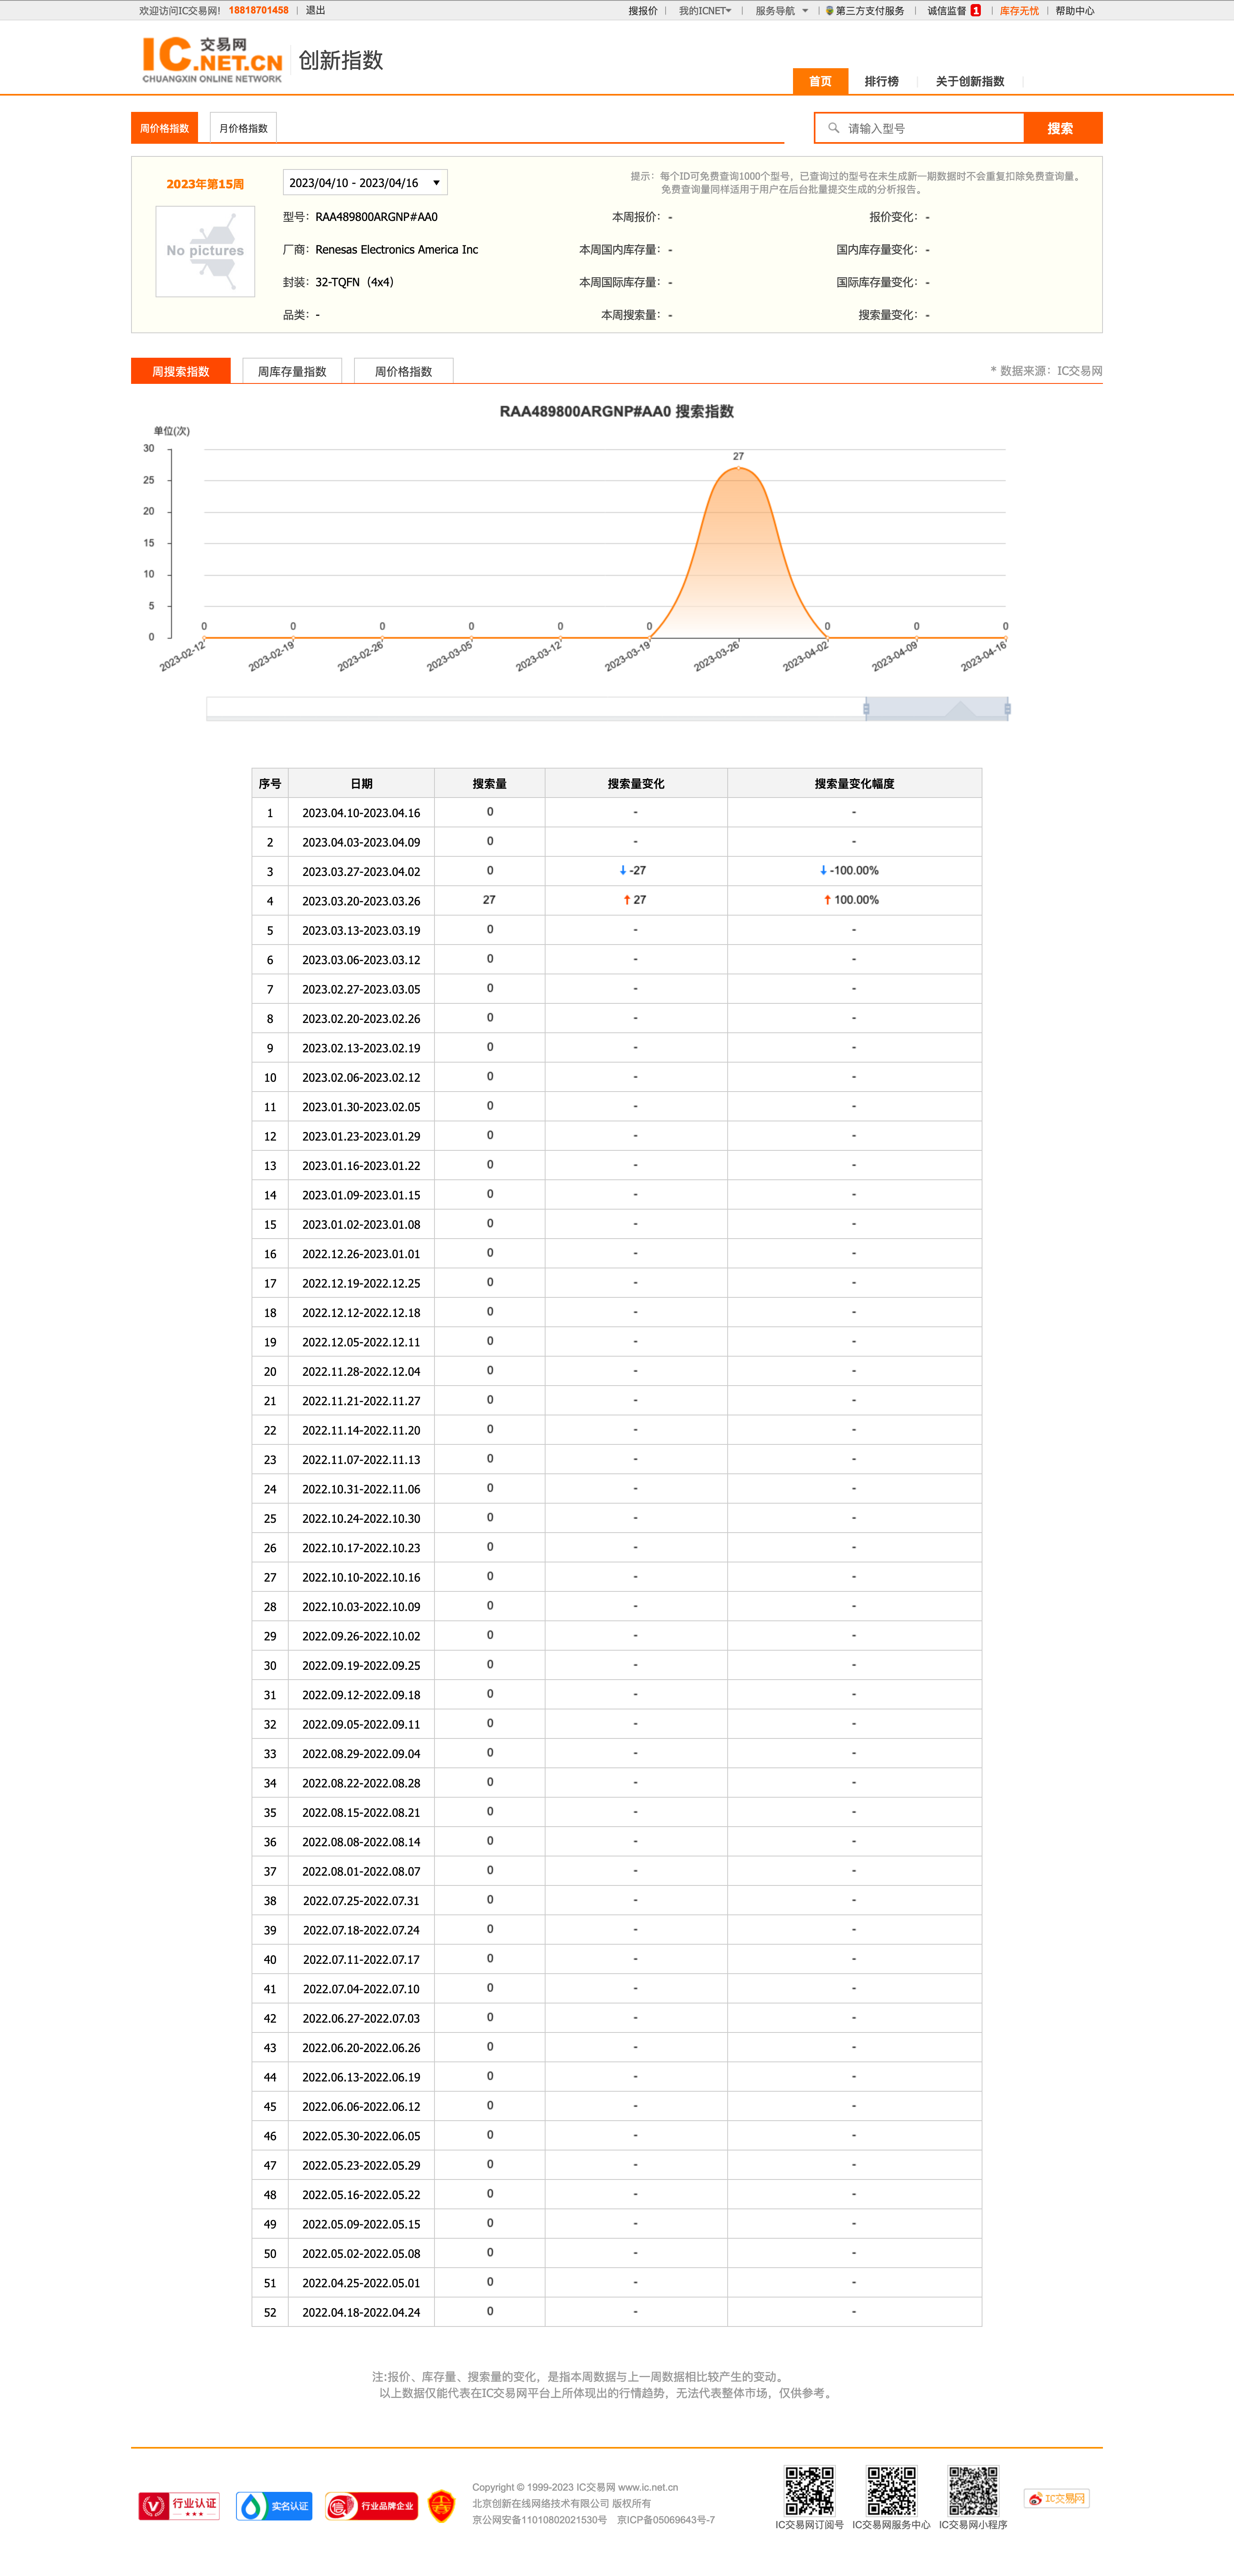 欢迎访问IC交易网! 18818701458 | 退出 搜报价 | 我的ICNET | 服务导航 | 第三方支付服务 | 诚信监督 1 | 库存无忧 | 帮助中心
IC 交易网
.NET.CN
CHUANGXIN ONLINE NETWORK
创新指数
首页 排行榜 关于创新指数
周价格指数 月价格指数 请输入型号 搜索
2023年第15周 2023/04/10 - 2023/04/16
提示：每个ID可免费查询1000个型号，已查询过的型号在未生成新一期数据时不会重复扣除免费查询量。
免费查询量同样适用于用户在后台批量提交生成的分析报告。
No pictures
型号：RAA489800ARGNP#AA0 本周报价：- 报价变化：-
厂商：Renesas Electronics America Inc 本周国内库存量：- 国内库存量变化：-
封装：32-TQFN（4x4） 本周国际库存量：- 国际库存量变化：-
品类：- 本周搜索量：- 搜索量变化：-
周搜索指数 周库存量指数 周价格指数 * 数据来源：IC交易网
RAA489800ARGNP#AA0 搜索指数
单位(次)
30
25
20
15
10
5
0
0 0 0 0 0 0 27 0 0 0
2023-02-12 2023-02-19 2023-02-26 2023-03-05 2023-03-12 2023-03-19 2023-03-26 2023-04-02 2023-04-09 2023-04-16
序号 日期 搜索量 搜索量变化 搜索量变化幅度
1 2023.04.10-2023.04.16 0 - -
2 2023.04.03-2023.04.09 0 - -
3 2023.03.27-2023.04.02 0 ↓ -27 ↓ -100.00%
4 2023.03.20-2023.03.26 27 ↑ 27 ↑ 100.00%
5 2023.03.13-2023.03.19 0 - -
6 2023.03.06-2023.03.12 0 - -
7 2023.02.27-2023.03.05 0 - -
8 2023.02.20-2023.02.26 0 - -
9 2023.02.13-2023.02.19 0 - -
10 2023.02.06-2023.02.12 0 - -
11 2023.01.30-2023.02.05 0 - -
12 2023.01.23-2023.01.29 0 - -
13 2023.01.16-2023.01.22 0 - -
14 2023.01.09-2023.01.15 0 - -
15 2023.01.02-2023.01.08 0 - -
16 2022.12.26-2023.01.01 0 - -
17 2022.12.19-2022.12.25 0 - -
18 2022.12.12-2022.12.18 0 - -
19 2022.12.05-2022.12.11 0 - -
20 2022.11.28-2022.12.04 0 - -
21 2022.11.21-2022.11.27 0 - -
22 2022.11.14-2022.11.20 0 - -
23 2022.11.07-2022.11.13 0 - -
24 2022.10.31-2022.11.06 0 - -
25 2022.10.24-2022.10.30 0 - -
26 2022.10.17-2022.10.23 0 - -
27 2022.10.10-2022.10.16 0 - -
28 2022.10.03-2022.10.09 0 - -
29 2022.09.26-2022.10.02 0 - -
30 2022.09.19-2022.09.25 0 - -
31 2022.09.12-2022.09.18 0 - -
32 2022.09.05-2022.09.11 0 - -
33 2022.08.29-2022.09.04 0 - -
34 2022.08.22-2022.08.28 0 - -
35 2022.08.15-2022.08.21 0 - -
36 2022.08.08-2022.08.14 0 - -
37 2022.08.01-2022.08.07 0 - -
38 2022.07.25-2022.07.31 0 - -
39 2022.07.18-2022.07.24 0 - -
40 2022.07.11-2022.07.17 0 - -
41 2022.07.04-2022.07.10 0 - -
42 2022.06.27-2022.07.03 0 - -
43 2022.06.20-2022.06.26 0 - -
44 2022.06.13-2022.06.19 0 - -
45 2022.06.06-2022.06.12 0 - -
46 2022.05.30-2022.06.05 0 - -
47 2022.05.23-2022.05.29 0 - -
48 2022.05.16-2022.05.22 0 - -
49 2022.05.09-2022.05.15 0 - -
50 2022.05.02-2022.05.08 0 - -
51 2022.04.25-2022.05.01 0 - -
52 2022.04.18-2022.04.24 0 - -
注:报价、库存量、搜索量的变化，是指本周数据与上一周数据相比较产生的变动。
以上数据仅能代表在IC交易网平台上所体现出的行情趋势，无法代表整体市场，仅供参考。
行业认证 实名认证 信 行业品牌企业
Copyright © 1999-2023 IC交易网 www.ic.net.cn
北京创新在线网络技术有限公司 版权所有
京公网安备11010802021530号 京ICP备05069643号-7
IC交易网订阅号 IC交易网服务中心 IC交易网小程序
IC交易网